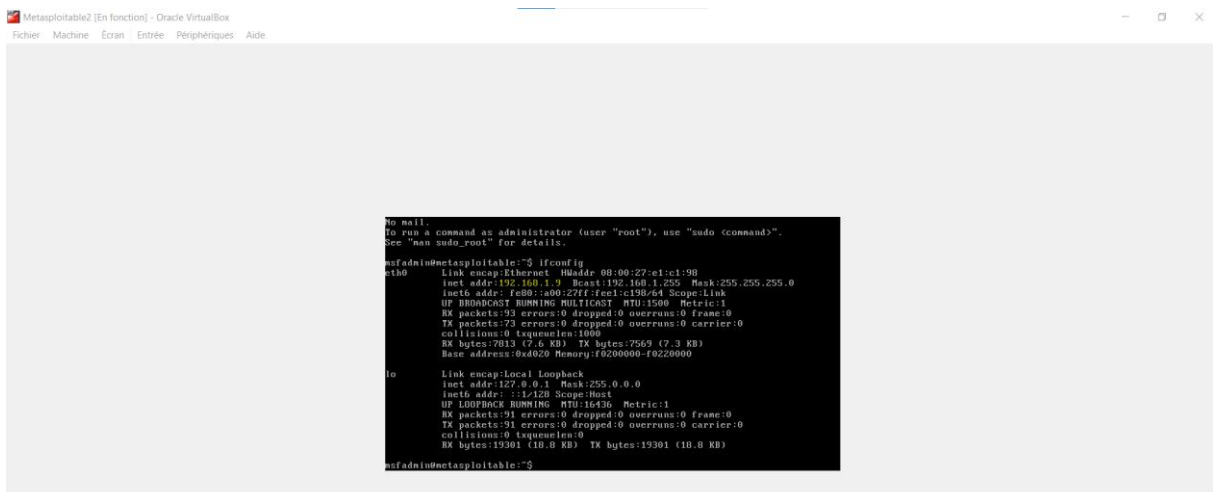 Metasploitable2 [En fonction] - Oracle VirtualBox
Fichier Machine Écran Entrée Périphériques Aide
No mail.
To run a command as administrator (user "root"), use "sudo <command>".
See "man sudo_root" for details.
msfadmin@metasploitable:~$ ifconfig
eth0 Link encap:Ethernet HWaddr 08:00:27:e1:c1:98
inet addr:192.168.1.9 Bcast:192.168.1.255 Mask:255.255.255.0
inet6 addr: fe80::a00:27ff:fee1:c198/64 Scope:Link
UP BROADCAST RUNNING MULTICAST MTU:1500 Metric:1
RX packets:93 errors:0 dropped:0 overruns:0 frame:0
TX packets:73 errors:0 dropped:0 overruns:0 carrier:0
collisions:0 txqueuelen:1000
RX bytes:7813 (7.6 KB) TX bytes:7569 (7.3 KB)
Base address:0xd020 Memory:f0200000-f0220000
lo Link encap:Local Loopback
inet addr:127.0.0.1 Mask:255.0.0.0
inet6 addr: ::1/128 Scope:Host
UP LOOPBACK RUNNING MTU:16436 Metric:1
RX packets:91 errors:0 dropped:0 overruns:0 frame:0
TX packets:91 errors:0 dropped:0 overruns:0 carrier:0
collisions:0 txqueuelen:0
RX bytes:19301 (18.8 KB) TX bytes:19301 (18.8 KB)
msfadmin@metasploitable:~$